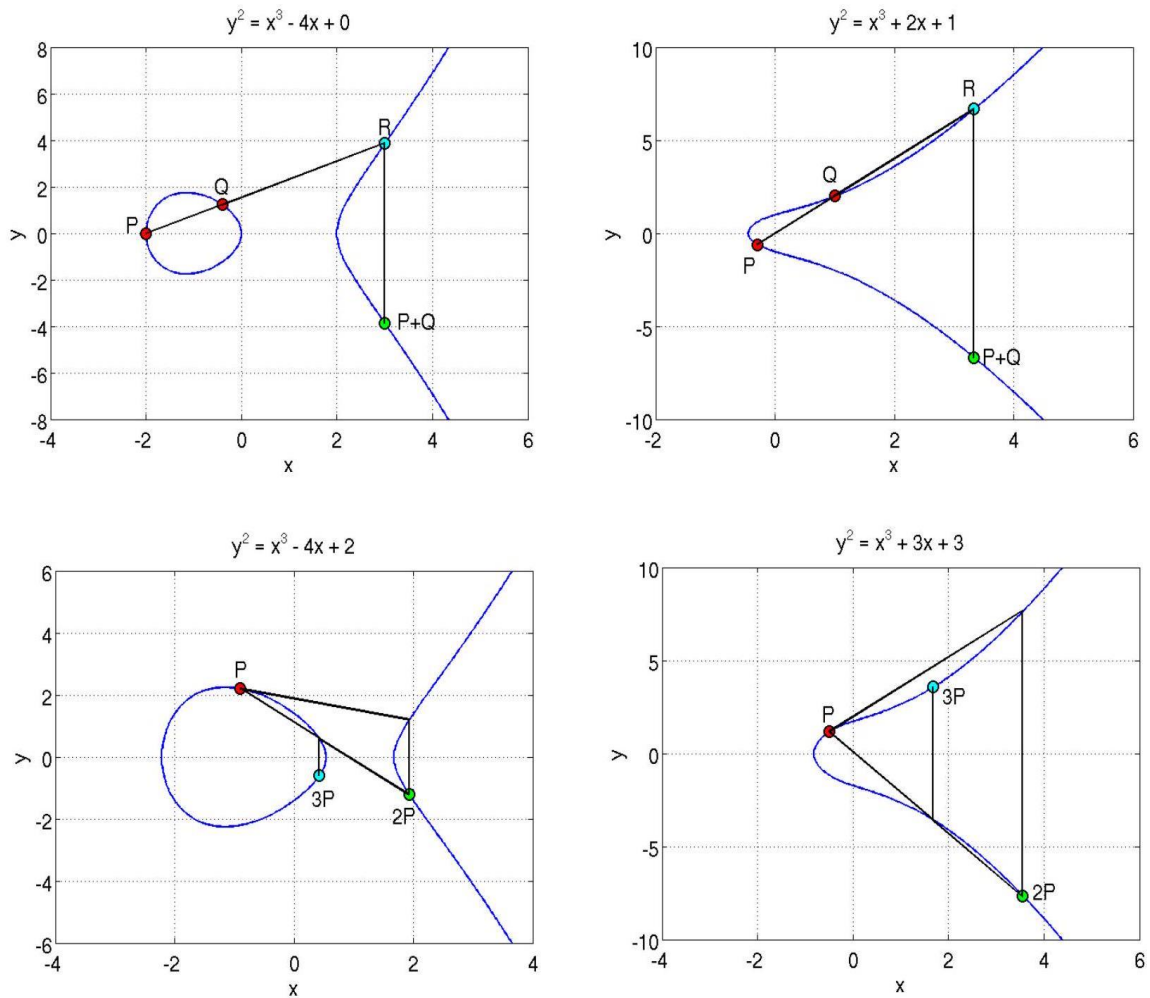 y² = x³ - 4x + 0
8
6
4
2
0
-2
-4
-6
-8
y
P
Q
R
P+Q
-4 -2 0 2 4 6
x
y² = x³ + 2x + 1
10
5
0
-5
-10
y
R
Q
P
P+Q
-2 0 2 4 6
x
y² = x³ - 4x + 2
6
4
2
0
-2
-4
-6
y
P
3P
2P
-4 -2 0 2 4
x
y² = x³ + 3x + 3
10
5
0
-5
-10
y
P
3P
2P
-2 0 2 4 6
x